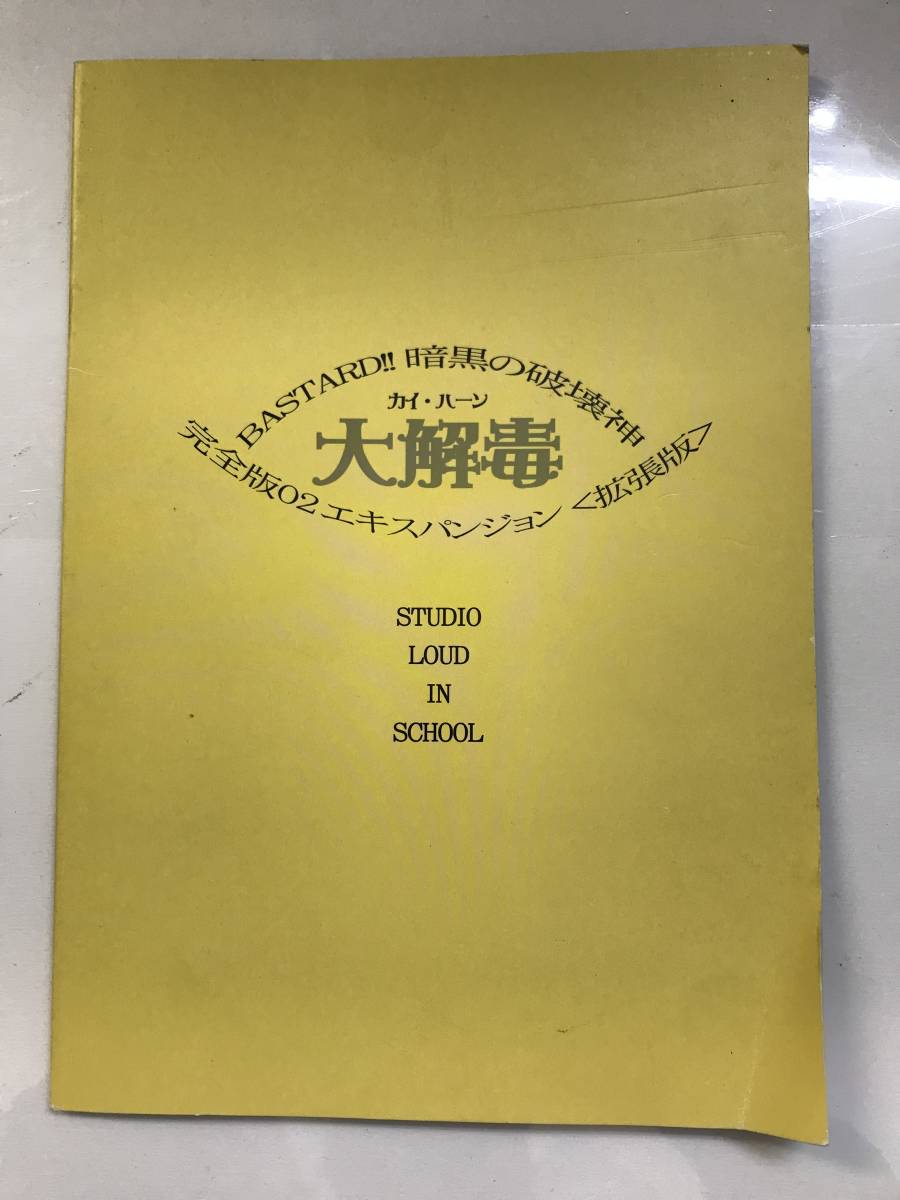 BASTARD!! 暗黒の破壊神
カイ・ハーン
大解毒
完全版02エキスパンジョン<拡張版>
STUDIO
LOUD
IN
SCHOOL